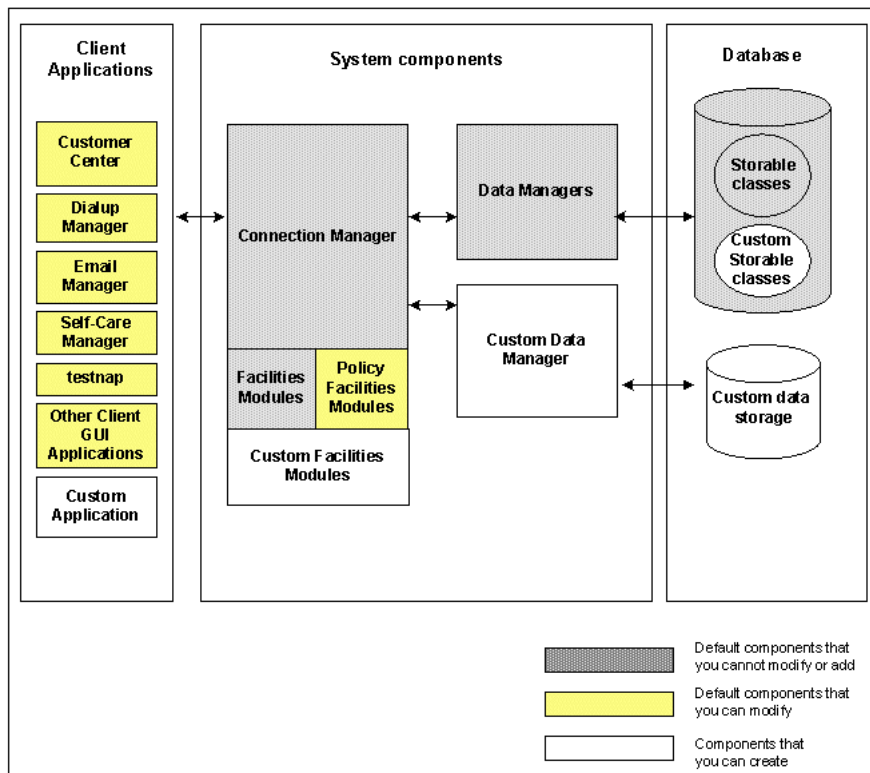 Client
Applications
Customer
Center
Dialup
Manager
Email
Manager
Self-Care
Manager
testnap
Other Client
GUI
Applications
Custom
Application
System components
Connection Manager
Facilities
Modules
Policy
Facilities
Modules
Custom Facilities
Modules
Data Managers
Custom Data
Manager
Database
Storable
classes
Custom
Storable
classes
Custom data
storage
Default components that
you cannot modify or add
Default components that
you can modify
Components that
you can create